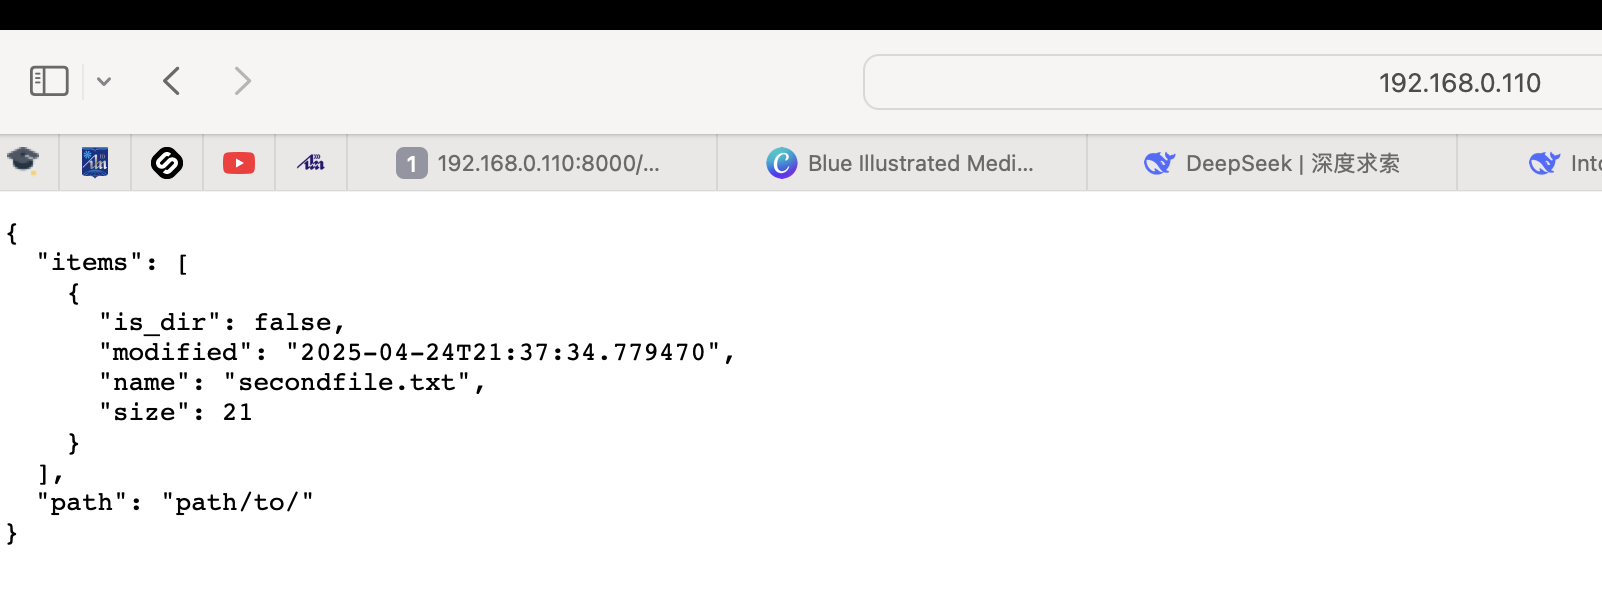 192.168.0.110
1 192.168.0.110:8000/...
Blue Illustrated Medi...
DeepSeek | 深度求索
{
  "items": [
    {
      "is_dir": false,
      "modified": "2025-04-24T21:37:34.779470",
      "name": "secondfile.txt",
      "size": 21
    }
  ],
  "path": "path/to/"
}